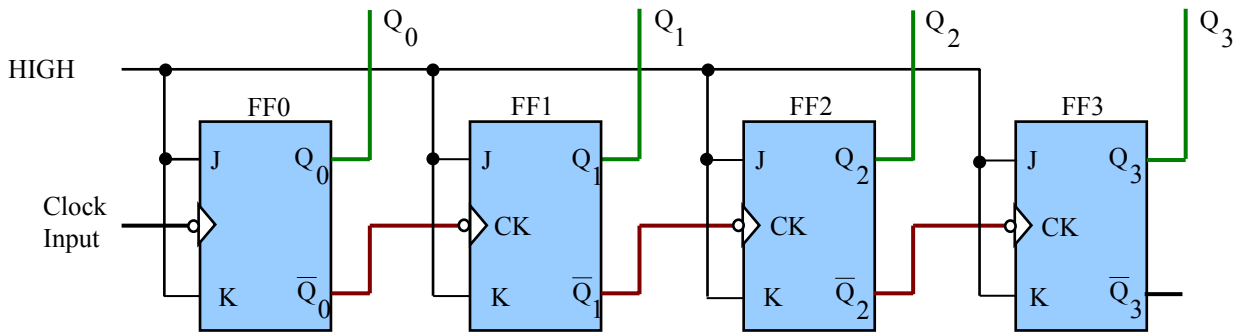 Q0 Q1 Q2 Q3
HIGH
FF0 FF1 FF2 FF3
J Q0 J Q1 J Q2 J Q3
Clock
Input
CK CK CK
K Q̅0 K Q̅1 K Q̅2 K Q̅3